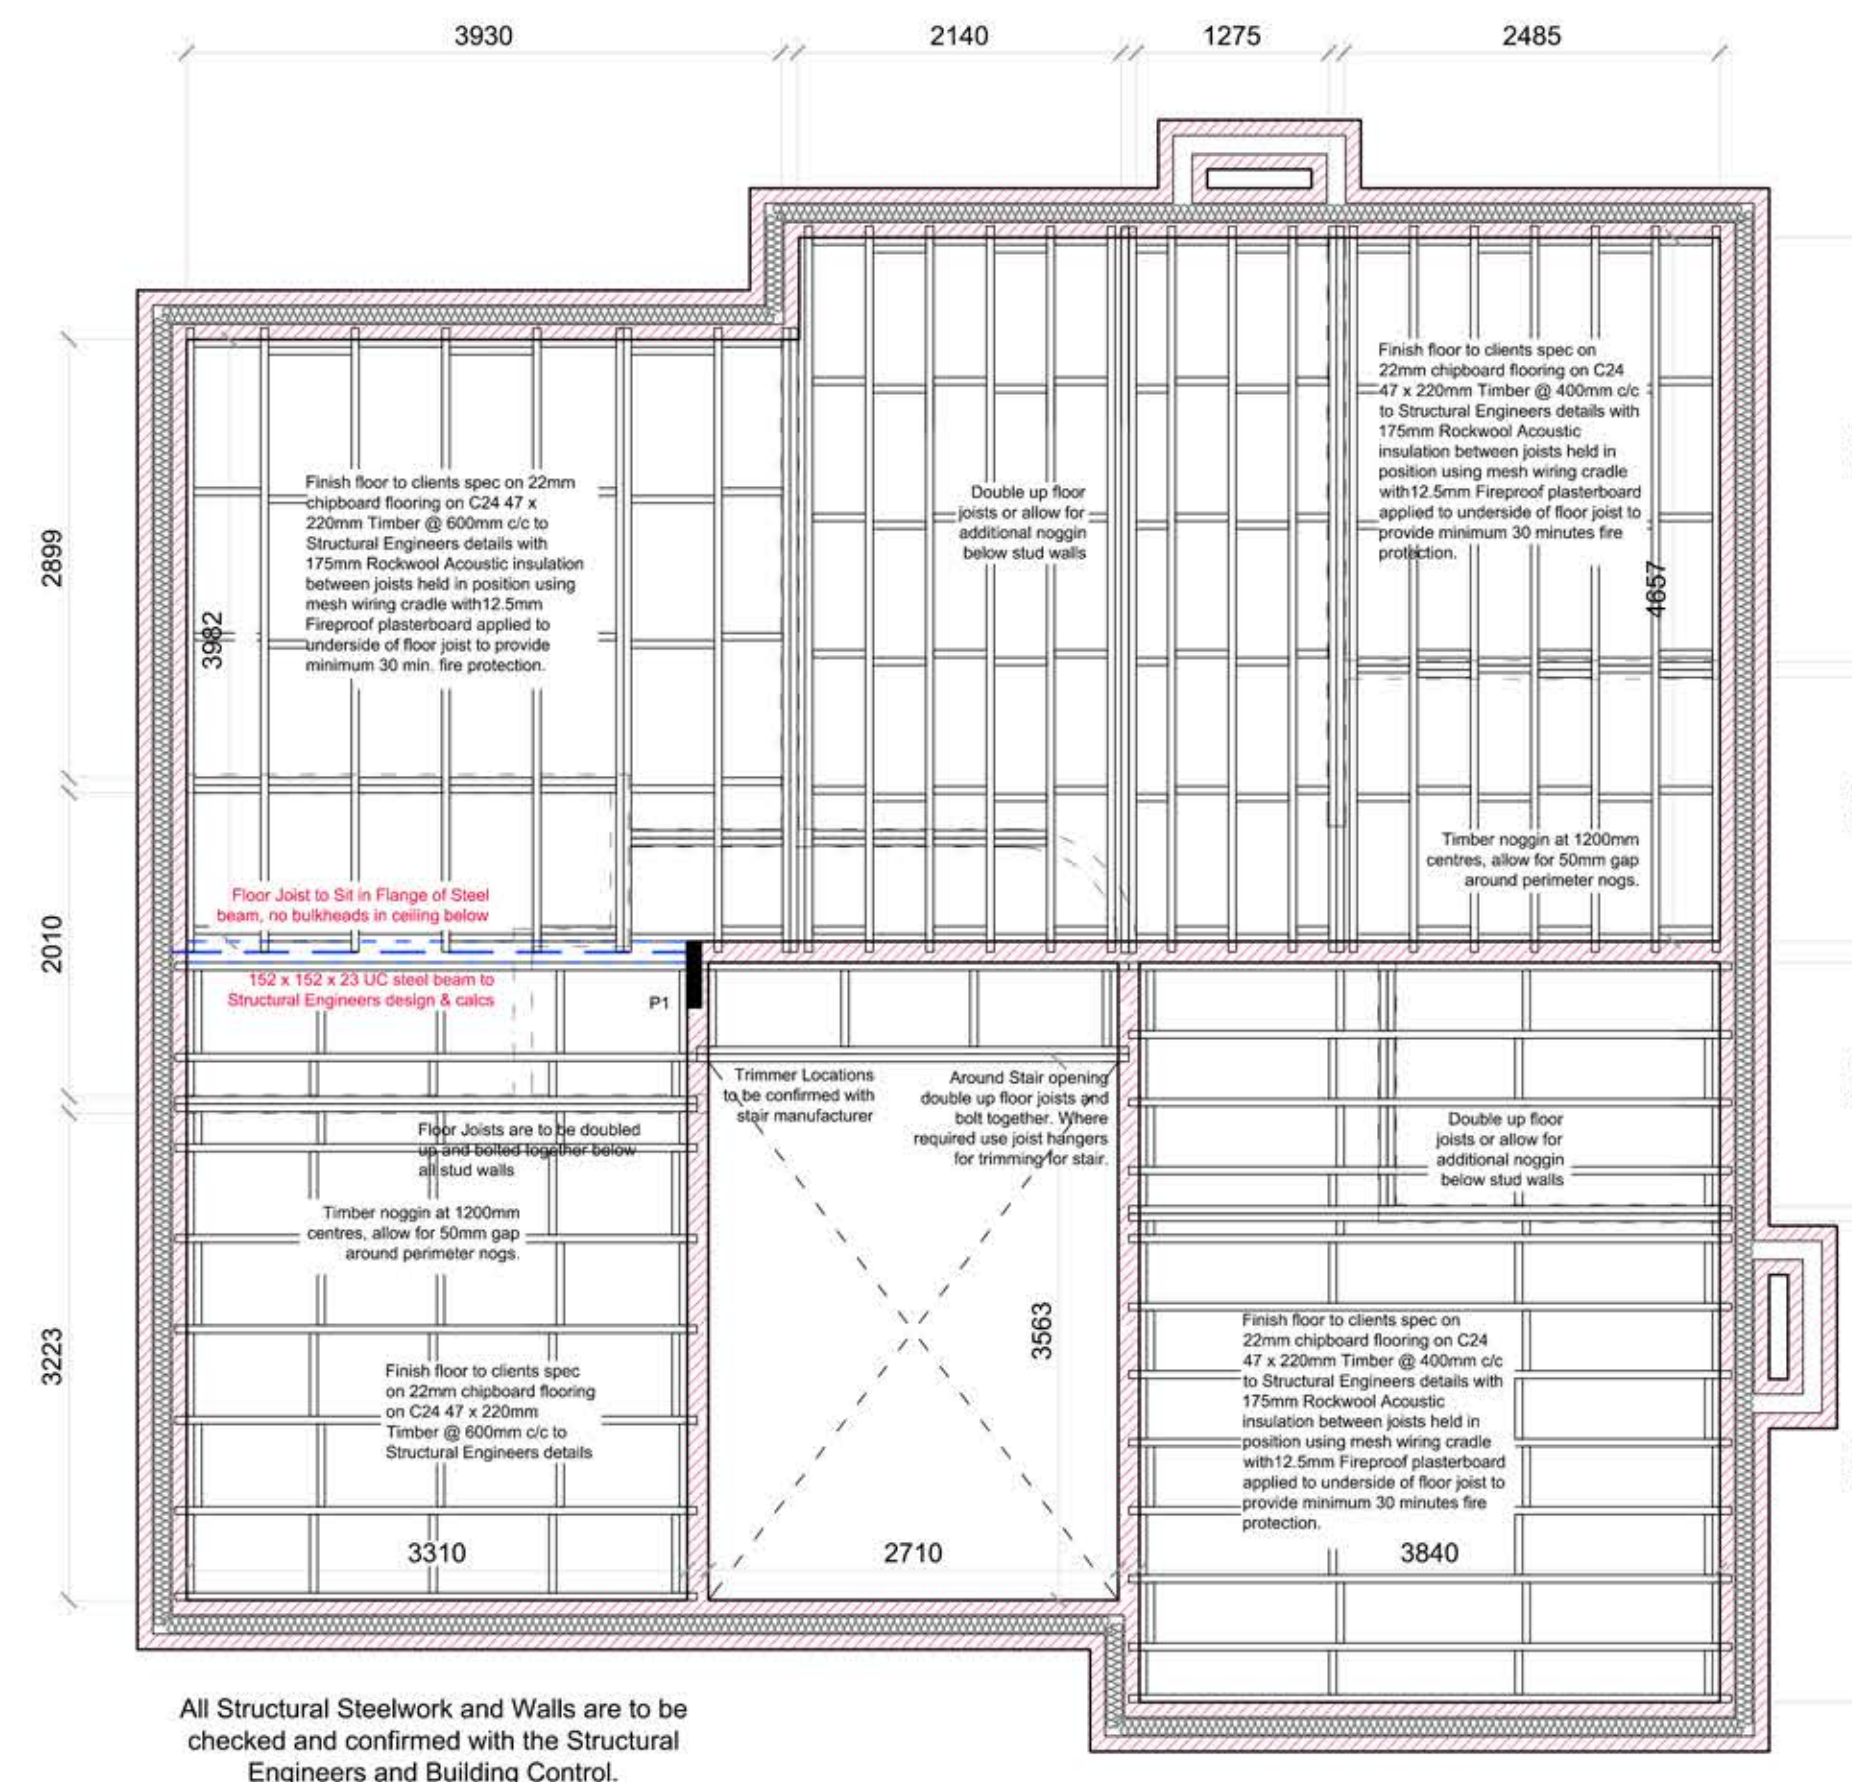 3930
2140
1275
2485
2899
2010
3223
3982
Finish floor to clients spec on 22mm
chipboard flooring on C24 47 x
220mm Timber @ 600mm c/c to
Structural Engineers details with
175mm Rockwool Acoustic insulation
between joists held in position using
mesh wiring cradle with12.5mm
Fireproof plasterboard applied to
underside of floor joist to provide
minimum 30 min. fire protection.
Double up floor
joists or allow for
additional noggin
below stud walls
Finish floor to clients spec on
22mm chipboard flooring on C24
47 x 220mm Timber @ 400mm c/c
to Structural Engineers details with
175mm Rockwool Acoustic
insulation between joists held in
position using mesh wiring cradle
with12.5mm Fireproof plasterboard
applied to underside of floor joist to
provide minimum 30 minutes fire
protection.
4657
Timber noggin at 1200mm
centres, allow for 50mm gap
around perimeter nogs.
Floor Joist to Sit in Flange of Steel
beam, no bulkheads in ceiling below
152 x 152 x 23 UC steel beam to
Structural Engineers design & calcs
P1
Trimmer Locations
to be confirmed with
stair manufacturer
Around Stair opening
double up floor joists and
bolt together. Where
required use joist hangers
for trimming for stair.
Floor Joists are to be doubled
up and bolted together below
all stud walls
Timber noggin at 1200mm
centres, allow for 50mm gap
around perimeter nogs.
Double up floor
joists or allow for
additional noggin
below stud walls
3563
Finish floor to clients spec
on 22mm chipboard flooring
on C24 47 x 220mm
Timber @ 600mm c/c to
Structural Engineers details
Finish floor to clients spec on
22mm chipboard flooring on C24
47 x 220mm Timber @ 400mm c/c
to Structural Engineers details with
175mm Rockwool Acoustic
insulation between joists held in
position using mesh wiring cradle
with12.5mm Fireproof plasterboard
applied to underside of floor joist to
provide minimum 30 minutes fire
protection.
3310
2710
3840
All Structural Steelwork and Walls are to be
checked and confirmed with the Structural
Engineers and Building Control.